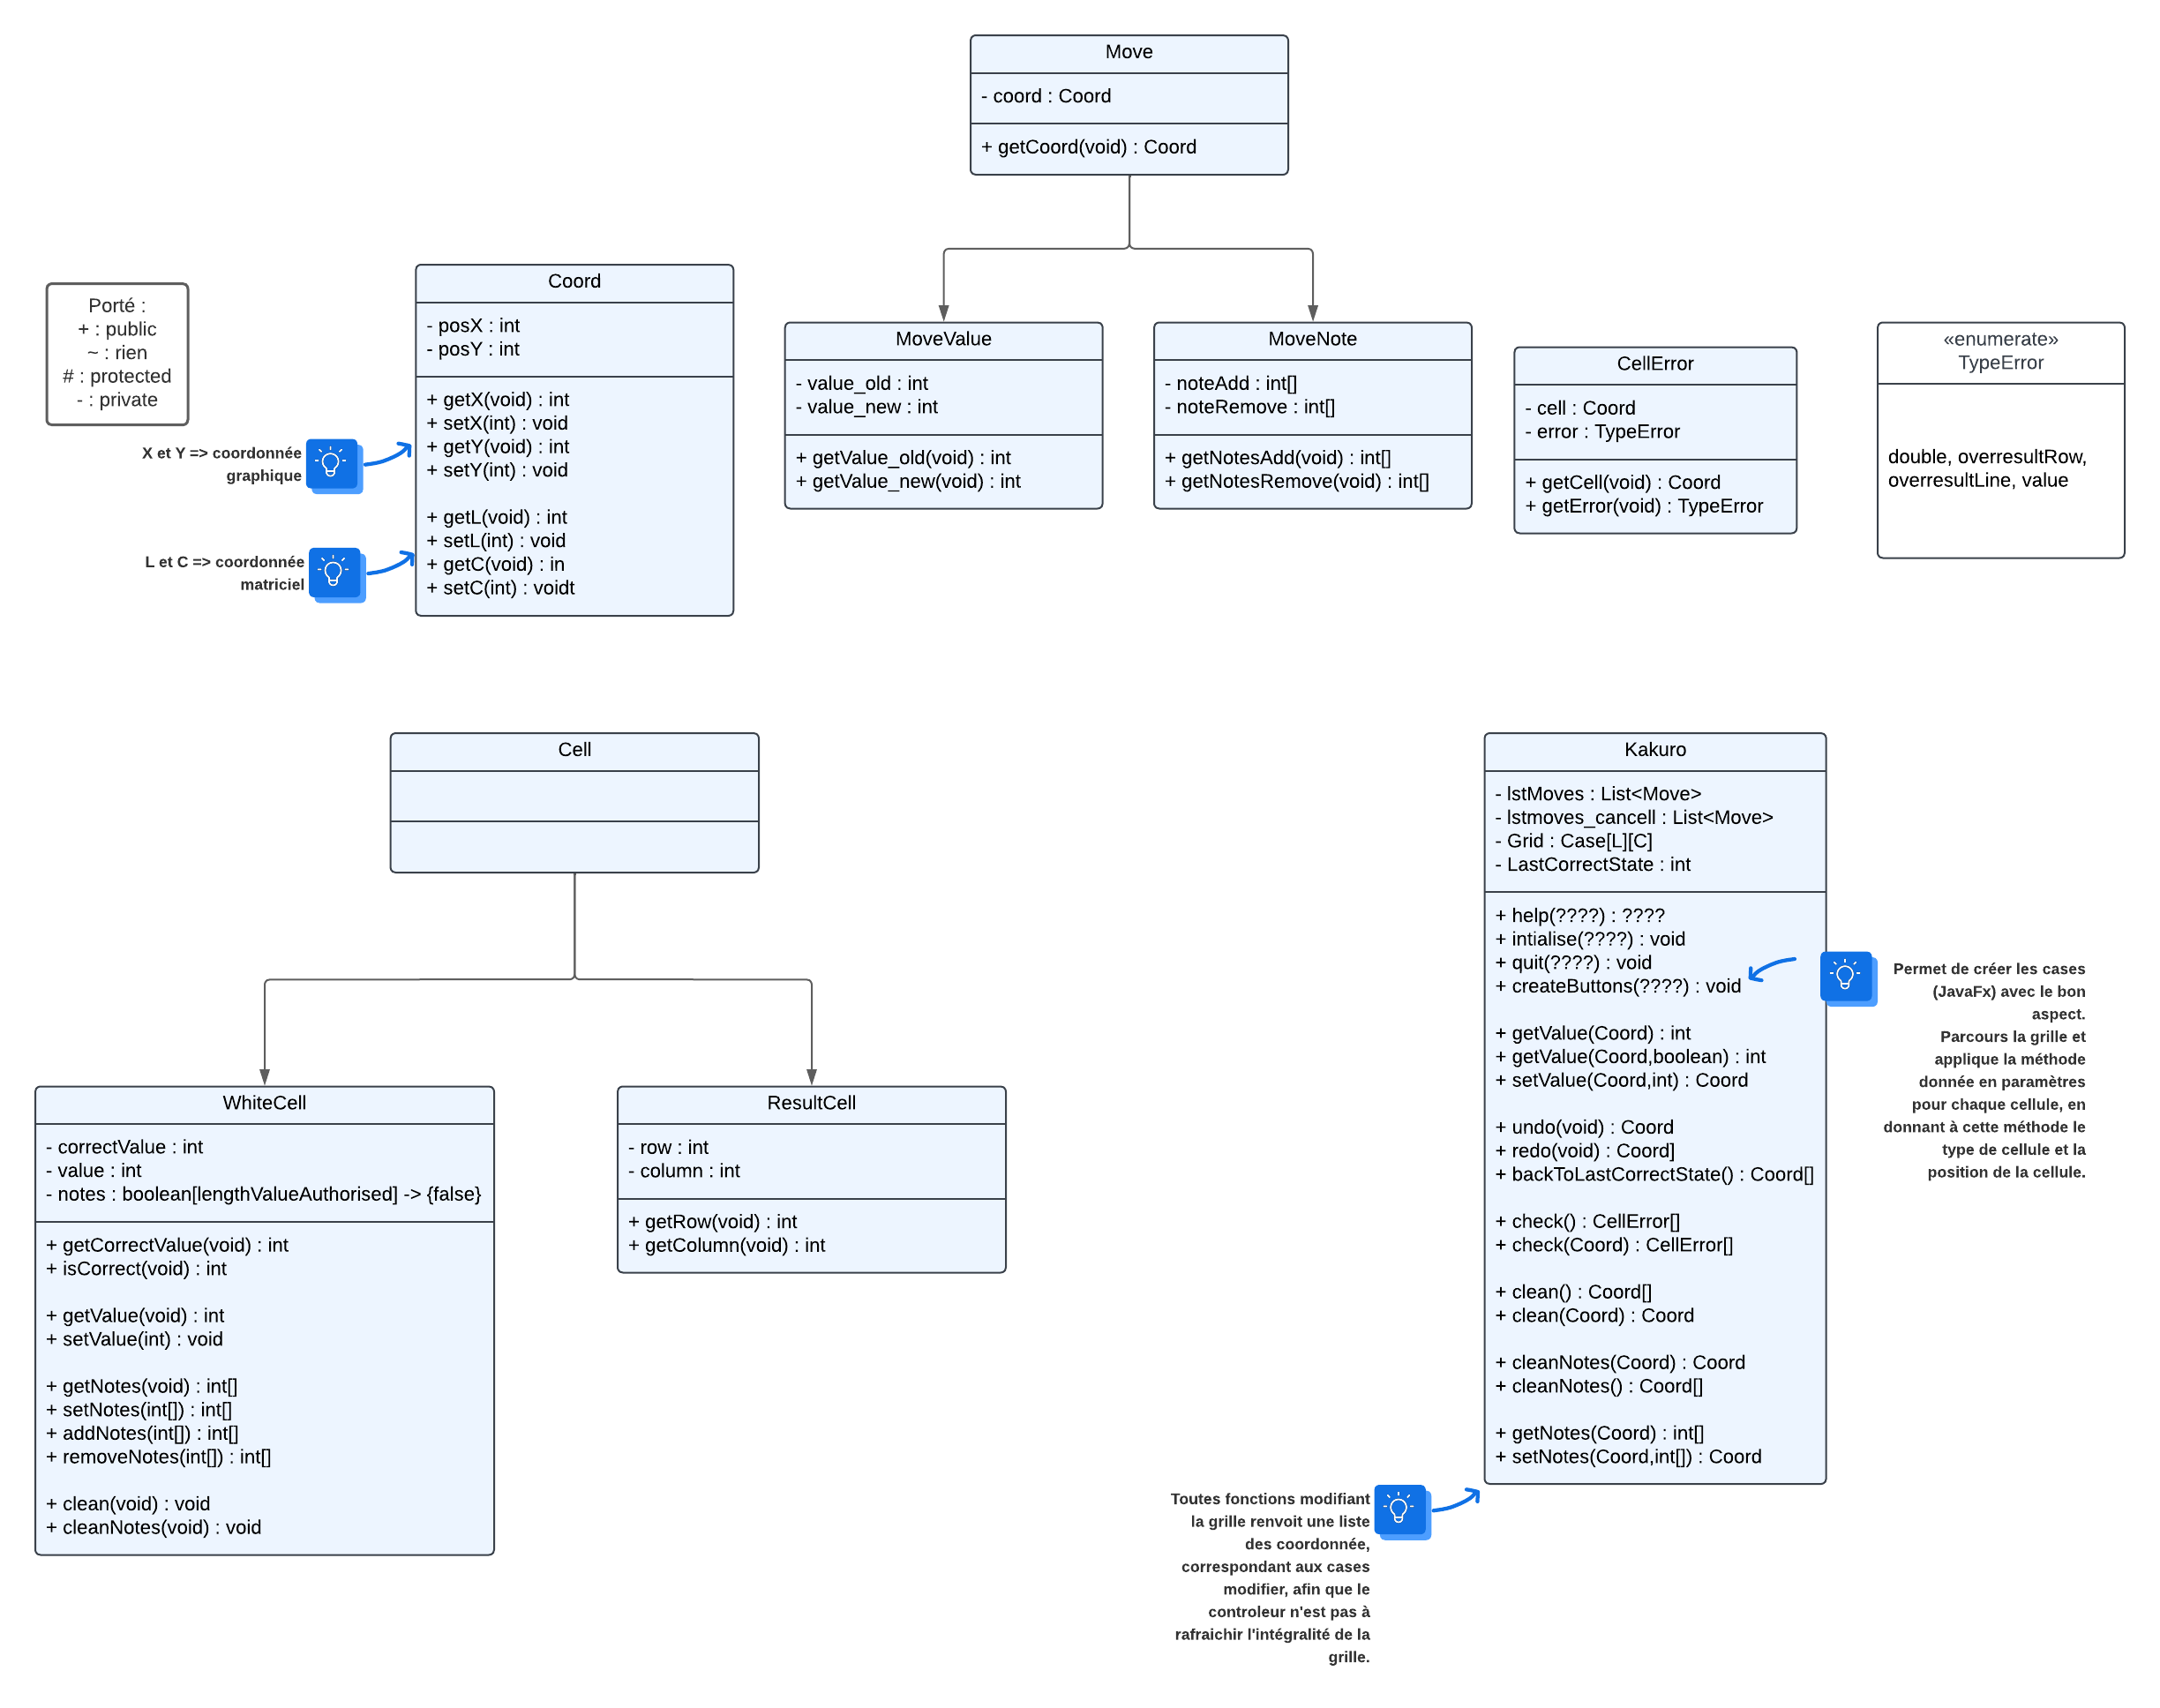 Move
- coord : Coord
+ getCoord(void) : Coord
Porté :
+ : public
~ : rien
# : protected
- : private
X et Y => coordonnée
graphique
L et C => coordonnée
matriciel
Coord
- posX : int
- posY : int
+ getX(void) : int
+ setX(int) : void
+ getY(void) : int
+ setY(int) : void
+ getL(void) : int
+ setL(int) : void
+ getC(void) : in
+ setC(int) : voidt
MoveValue
- value_old : int
- value_new : int
+ getValue_old(void) : int
+ getValue_new(void) : int
MoveNote
- noteAdd : int[]
- noteRemove : int[]
+ getNotesAdd(void) : int[]
+ getNotesRemove(void) : int[]
CellError
- cell : Coord
- error : TypeError
+ getCell(void) : Coord
+ getError(void) : TypeError
«enumerate»
TypeError
double, overresultRow,
overresultLine, value
Cell
WhiteCell
- correctValue : int
- value : int
- notes : boolean[lengthValueAuthorised] -> {false}
+ getCorrectValue(void) : int
+ isCorrect(void) : int
+ getValue(void) : int
+ setValue(int) : void
+ getNotes(void) : int[]
+ setNotes(int[]) : int[]
+ addNotes(int[]) : int[]
+ removeNotes(int[]) : int[]
+ clean(void) : void
+ cleanNotes(void) : void
ResultCell
- row : int
- column : int
+ getRow(void) : int
+ getColumn(void) : int
Kakuro
- lstMoves : List<Move>
- lstmoves_cancell : List<Move>
- Grid : Case[L][C]
- LastCorrectState : int
+ help(????) : ????
+ intialise(????) : void
+ quit(????) : void
+ createButtons(????) : void
+ getValue(Coord) : int
+ getValue(Coord,boolean) : int
+ setValue(Coord,int) : Coord
+ undo(void) : Coord
+ redo(void) : Coord]
+ backToLastCorrectState() : Coord[]
+ check() : CellError[]
+ check(Coord) : CellError[]
+ clean() : Coord[]
+ clean(Coord) : Coord
+ cleanNotes(Coord) : Coord
+ cleanNotes() : Coord[]
+ getNotes(Coord) : int[]
+ setNotes(Coord,int[]) : Coord
Permet de créer les cases
(JavaFx) avec le bon
aspect.
Parcours la grille et
applique la méthode
donnée en paramètres
pour chaque cellule, en
donnant à cette méthode le
type de cellule et la
position de la cellule.
Toutes fonctions modifiant
la grille renvoit une liste
des coordonnée,
correspondant aux cases
modifier, afin que le
controleur n'est pas à
rafraichir l'intégralité de la
grille.